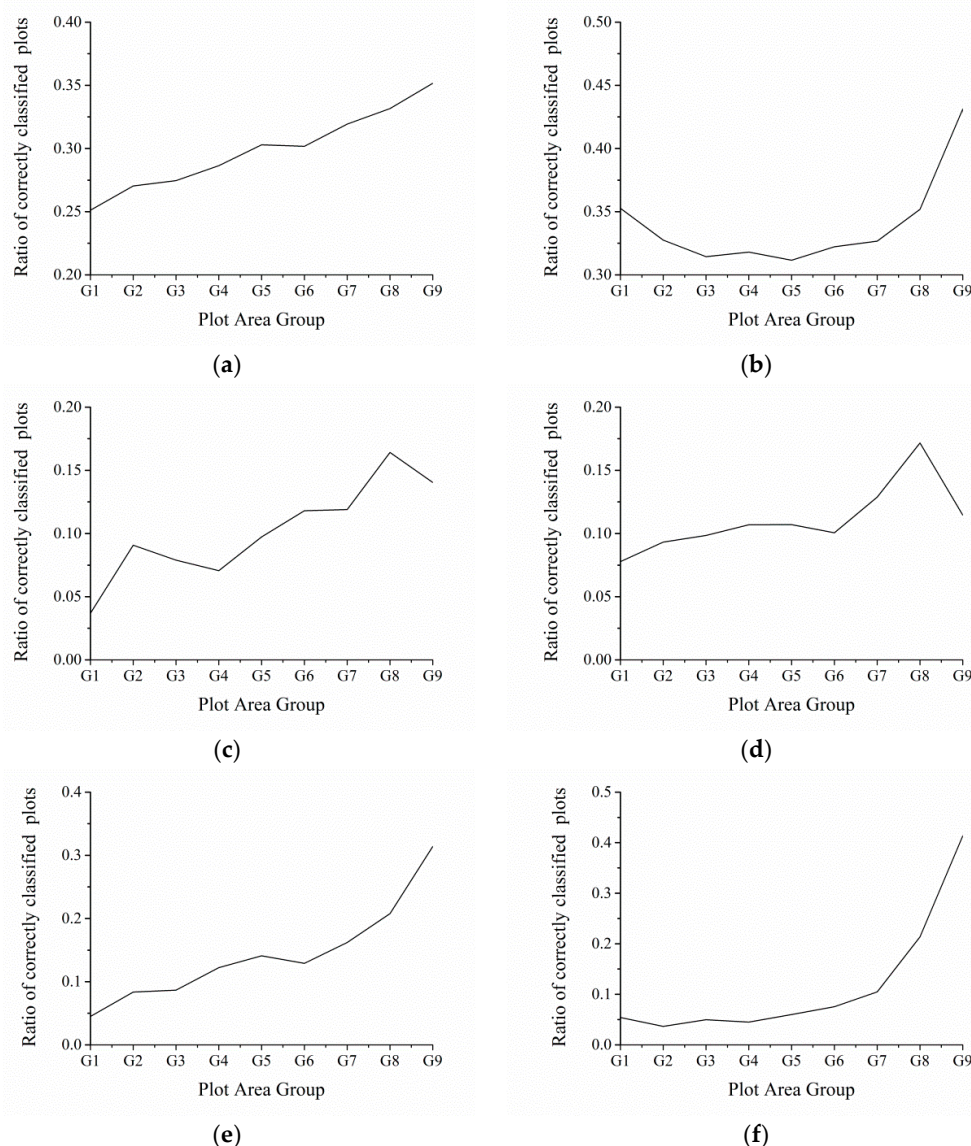 Ratio of correctly classified plots
0.40
0.35
0.30
0.25
0.20
G1 G2 G3 G4 G5 G6 G7 G8 G9
Plot Area Group
(a)
Ratio of correctly classified plots
0.50
0.45
0.40
0.35
0.30
G1 G2 G3 G4 G5 G6 G7 G8 G9
Plot Area Group
(b)
Ratio of correctly classified plots
0.20
0.15
0.10
0.05
0.00
G1 G2 G3 G4 G5 G6 G7 G8 G9
Plot Area Group
(c)
Ratio of correctly classified plots
0.20
0.15
0.10
0.05
0.00
G1 G2 G3 G4 G5 G6 G7 G8 G9
Plot Area Group
(d)
Ratio of correctly classified plots
0.4
0.3
0.2
0.1
0.0
G1 G2 G3 G4 G5 G6 G7 G8 G9
Plot Area Group
(e)
Ratio of correctly classified plots
0.5
0.4
0.3
0.2
0.1
0.0
G1 G2 G3 G4 G5 G6 G7 G8 G9
Plot Area Group
(f)